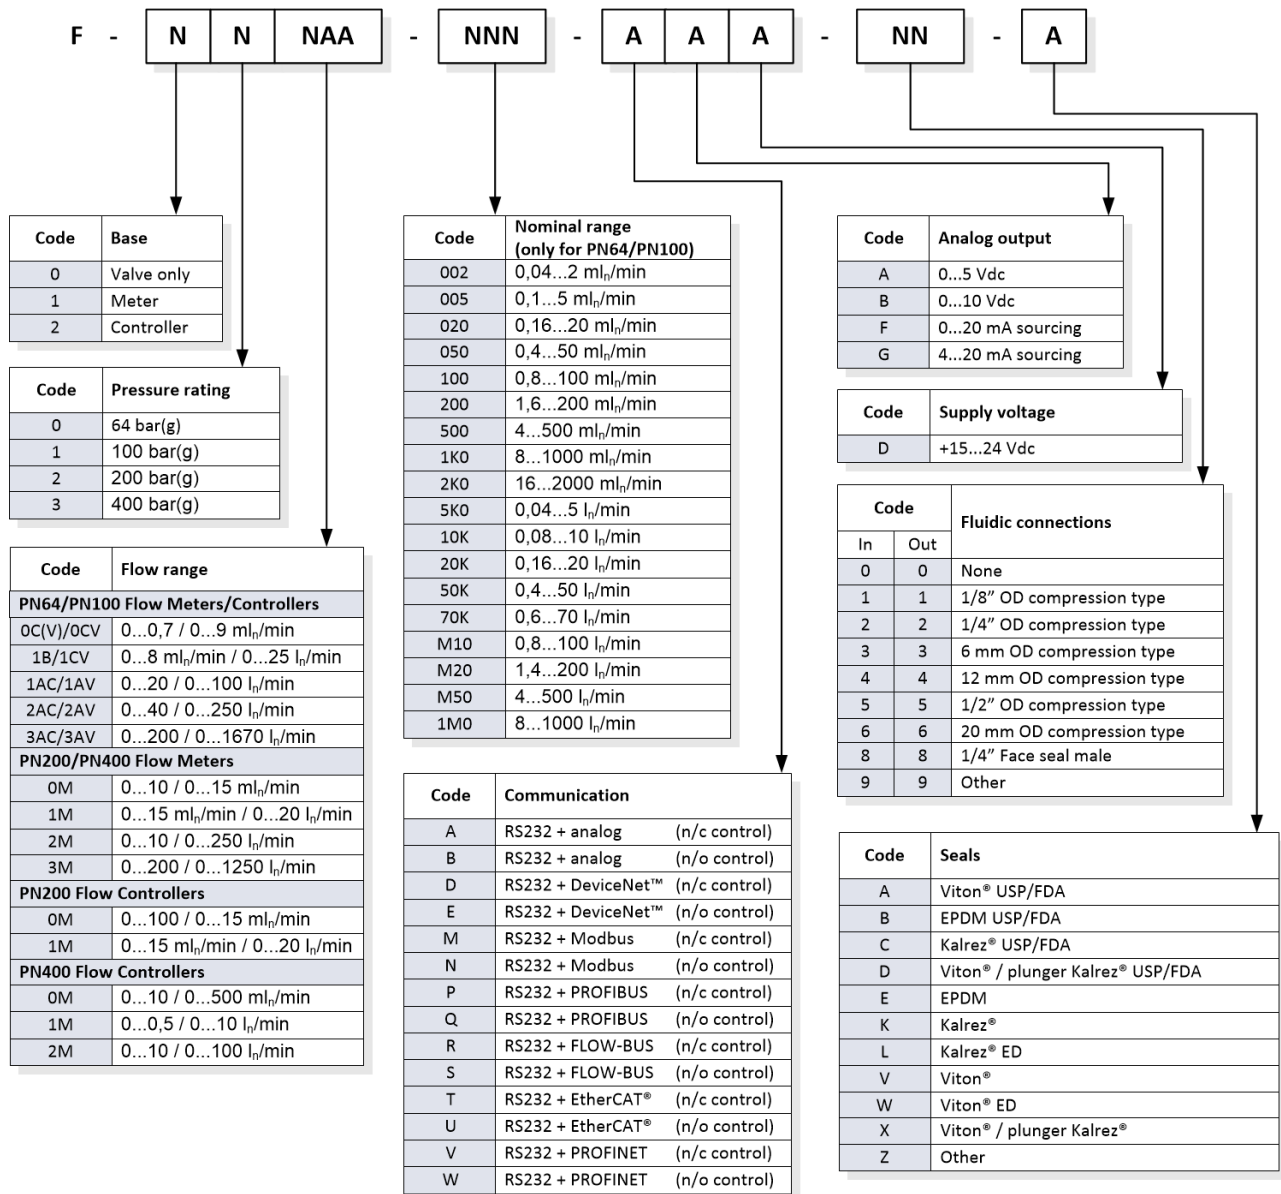 F - N N NAA - NNN - A A A - NN - A
Code Base
0 Valve only
1 Meter
2 Controller
Code Pressure rating
0 64 bar(g)
1 100 bar(g)
2 200 bar(g)
3 400 bar(g)
Code Flow range
PN64/PN100 Flow Meters/Controllers
0C(V)/0CV 0...0,7 / 0...9 mlₙ/min
1B/1CV 0...8 mlₙ/min / 0...25 lₙ/min
1AC/1AV 0...20 / 0...100 lₙ/min
2AC/2AV 0...40 / 0...250 lₙ/min
3AC/3AV 0...200 / 0...1670 lₙ/min
PN200/PN400 Flow Meters
0M 0...10 / 0...15 mlₙ/min
1M 0...15 mlₙ/min / 0...20 lₙ/min
2M 0...10 / 0...250 lₙ/min
3M 0...200 / 0...1250 lₙ/min
PN200 Flow Controllers
0M 0...100 / 0...15 mlₙ/min
1M 0...15 mlₙ/min / 0...20 lₙ/min
PN400 Flow Controllers
0M 0...10 / 0...500 mlₙ/min
1M 0...0,5 / 0...10 lₙ/min
2M 0...10 / 0...100 lₙ/min
Code Nominal range
(only for PN64/PN100)
002 0,04...2 mlₙ/min
005 0,1...5 mlₙ/min
020 0,16...20 mlₙ/min
050 0,4...50 mlₙ/min
100 0,8...100 mlₙ/min
200 1,6...200 mlₙ/min
500 4...500 mlₙ/min
1K0 8...1000 mlₙ/min
2K0 16...2000 mlₙ/min
5K0 0,04...5 lₙ/min
10K 0,08...10 lₙ/min
20K 0,16...20 lₙ/min
50K 0,4...50 lₙ/min
70K 0,6...70 lₙ/min
M10 0,8...100 lₙ/min
M20 1,4...200 lₙ/min
M50 4...500 lₙ/min
1M0 8...1000 lₙ/min
Code Communication
A RS232 + analog (n/c control)
B RS232 + analog (n/o control)
D RS232 + DeviceNet™ (n/c control)
E RS232 + DeviceNet™ (n/o control)
M RS232 + Modbus (n/c control)
N RS232 + Modbus (n/o control)
P RS232 + PROFIBUS (n/c control)
Q RS232 + PROFIBUS (n/o control)
R RS232 + FLOW-BUS (n/c control)
S RS232 + FLOW-BUS (n/o control)
T RS232 + EtherCAT® (n/c control)
U RS232 + EtherCAT® (n/o control)
V RS232 + PROFINET (n/c control)
W RS232 + PROFINET (n/o control)
Code Analog output
A 0...5 Vdc
B 0...10 Vdc
F 0...20 mA sourcing
G 4...20 mA sourcing
Code Supply voltage
D +15...24 Vdc
Code Fluidic connections
In Out
0 0 None
1 1 1/8” OD compression type
2 2 1/4” OD compression type
3 3 6 mm OD compression type
4 4 12 mm OD compression type
5 5 1/2” OD compression type
6 6 20 mm OD compression type
8 8 1/4” Face seal male
9 9 Other
Code Seals
A Viton® USP/FDA
B EPDM USP/FDA
C Kalrez® USP/FDA
D Viton® / plunger Kalrez® USP/FDA
E EPDM
K Kalrez®
L Kalrez® ED
V Viton®
W Viton® ED
X Viton® / plunger Kalrez®
Z Other